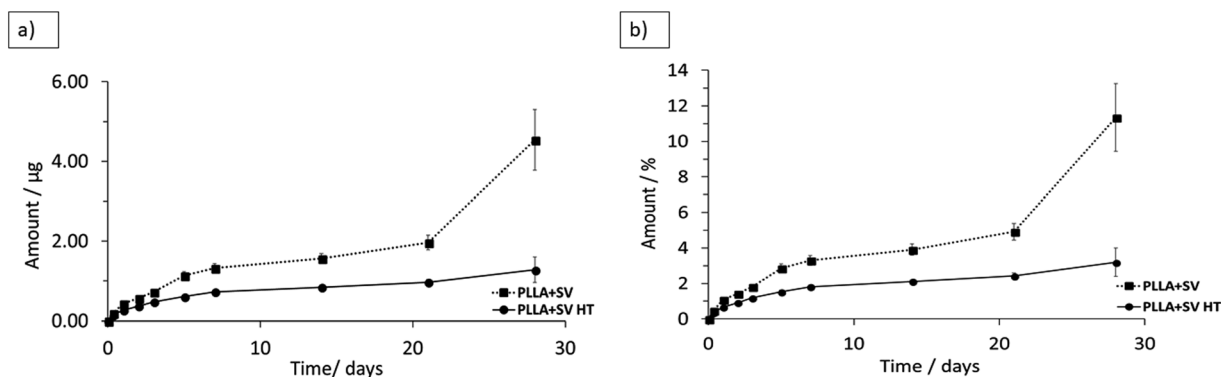 a)
6.00
4.00
2.00
0.00
Amount / µg
0
10
20
30
Time/ days
PLLA+SV
PLLA+SV HT
b)
14
12
10
8
6
4
2
0
Amount / %
0
10
20
30
Time/ days
PLLA+SV
PLLA+SV HT